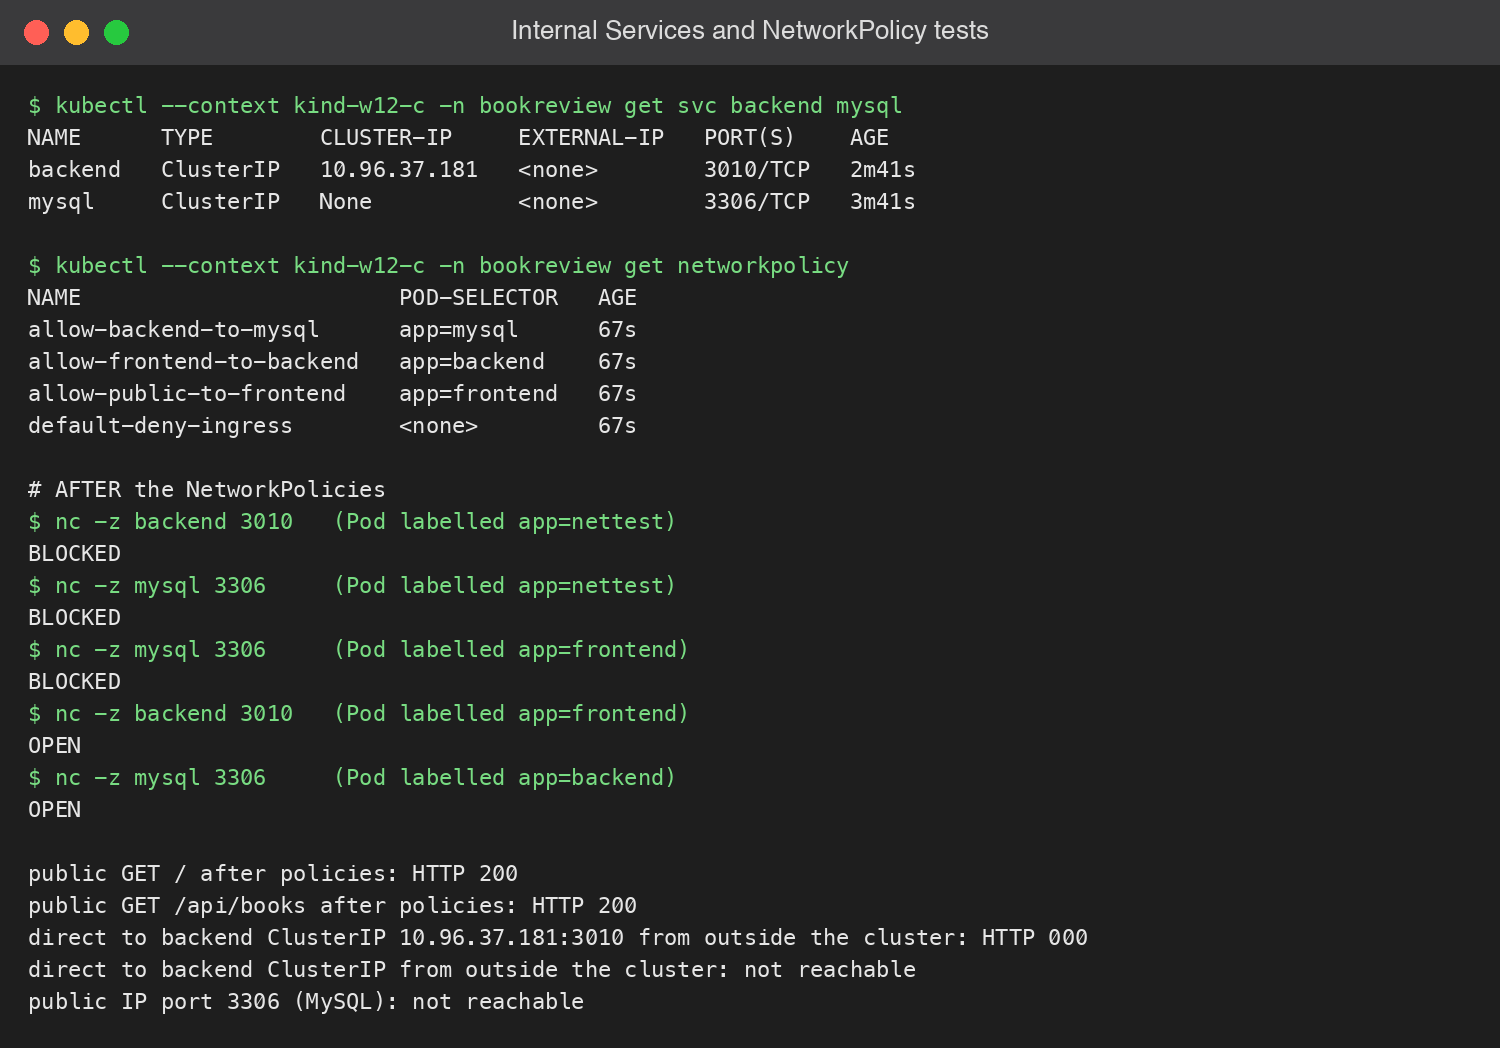 Internal Services and NetworkPolicy tests
$ kubectl --context kind-w12-c -n bookreview get svc backend mysql
NAME      TYPE        CLUSTER-IP     EXTERNAL-IP   PORT(S)    AGE
backend   ClusterIP   10.96.37.181   <none>        3010/TCP   2m41s
mysql     ClusterIP   None           <none>        3306/TCP   3m41s
$ kubectl --context kind-w12-c -n bookreview get networkpolicy
NAME                        POD-SELECTOR   AGE
allow-backend-to-mysql      app=mysql      67s
allow-frontend-to-backend   app=backend    67s
allow-public-to-frontend    app=frontend   67s
default-deny-ingress        <none>         67s
# AFTER the NetworkPolicies
$ nc -z backend 3010   (Pod labelled app=nettest)
BLOCKED
$ nc -z mysql 3306     (Pod labelled app=nettest)
BLOCKED
$ nc -z mysql 3306     (Pod labelled app=frontend)
BLOCKED
$ nc -z backend 3010   (Pod labelled app=frontend)
OPEN
$ nc -z mysql 3306     (Pod labelled app=backend)
OPEN
public GET / after policies: HTTP 200
public GET /api/books after policies: HTTP 200
direct to backend ClusterIP 10.96.37.181:3010 from outside the cluster: HTTP 000
direct to backend ClusterIP from outside the cluster: not reachable
public IP port 3306 (MySQL): not reachable